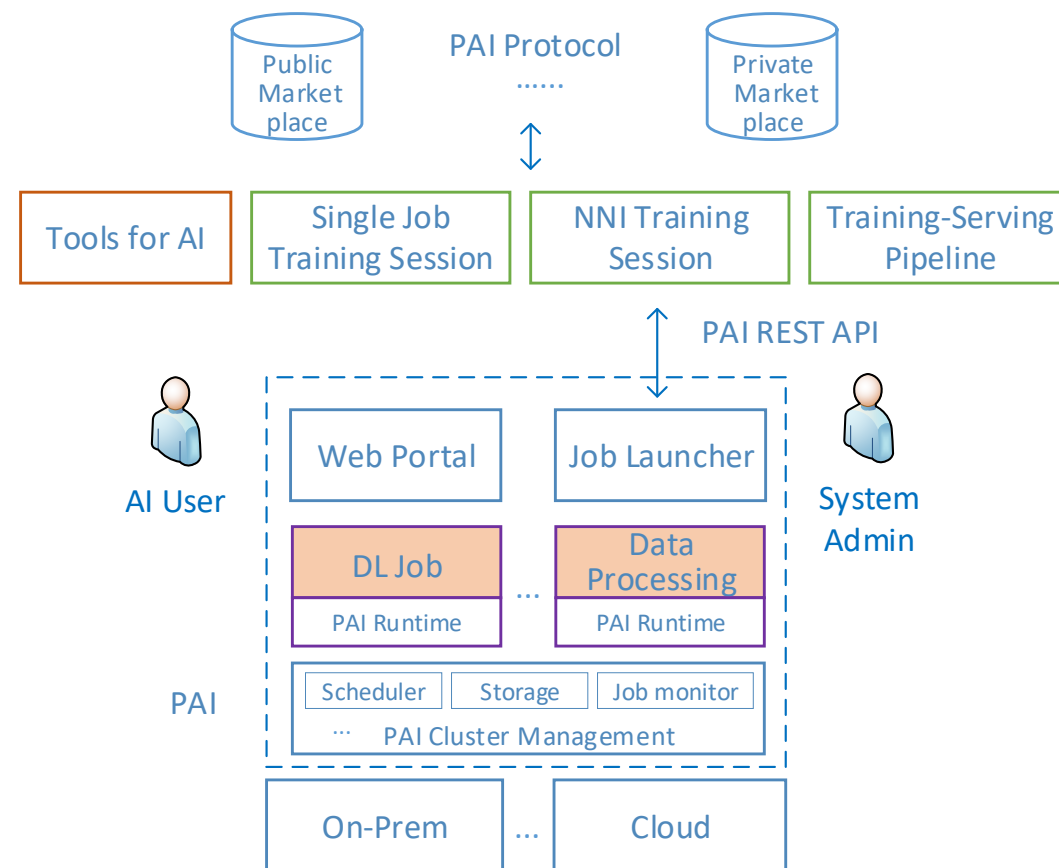 Public
Market
place
PAI Protocol
......
Private
Market
place
Tools for AI
Single Job
Training Session
NNI Training
Session
Training-Serving
Pipeline
PAI REST API
AI User
System
Admin
Web Portal
Job Launcher
DL Job
PAI Runtime
...
Data
Processing
PAI Runtime
PAI
Scheduler
Storage
Job monitor
...
PAI Cluster Management
On-Prem
...
Cloud